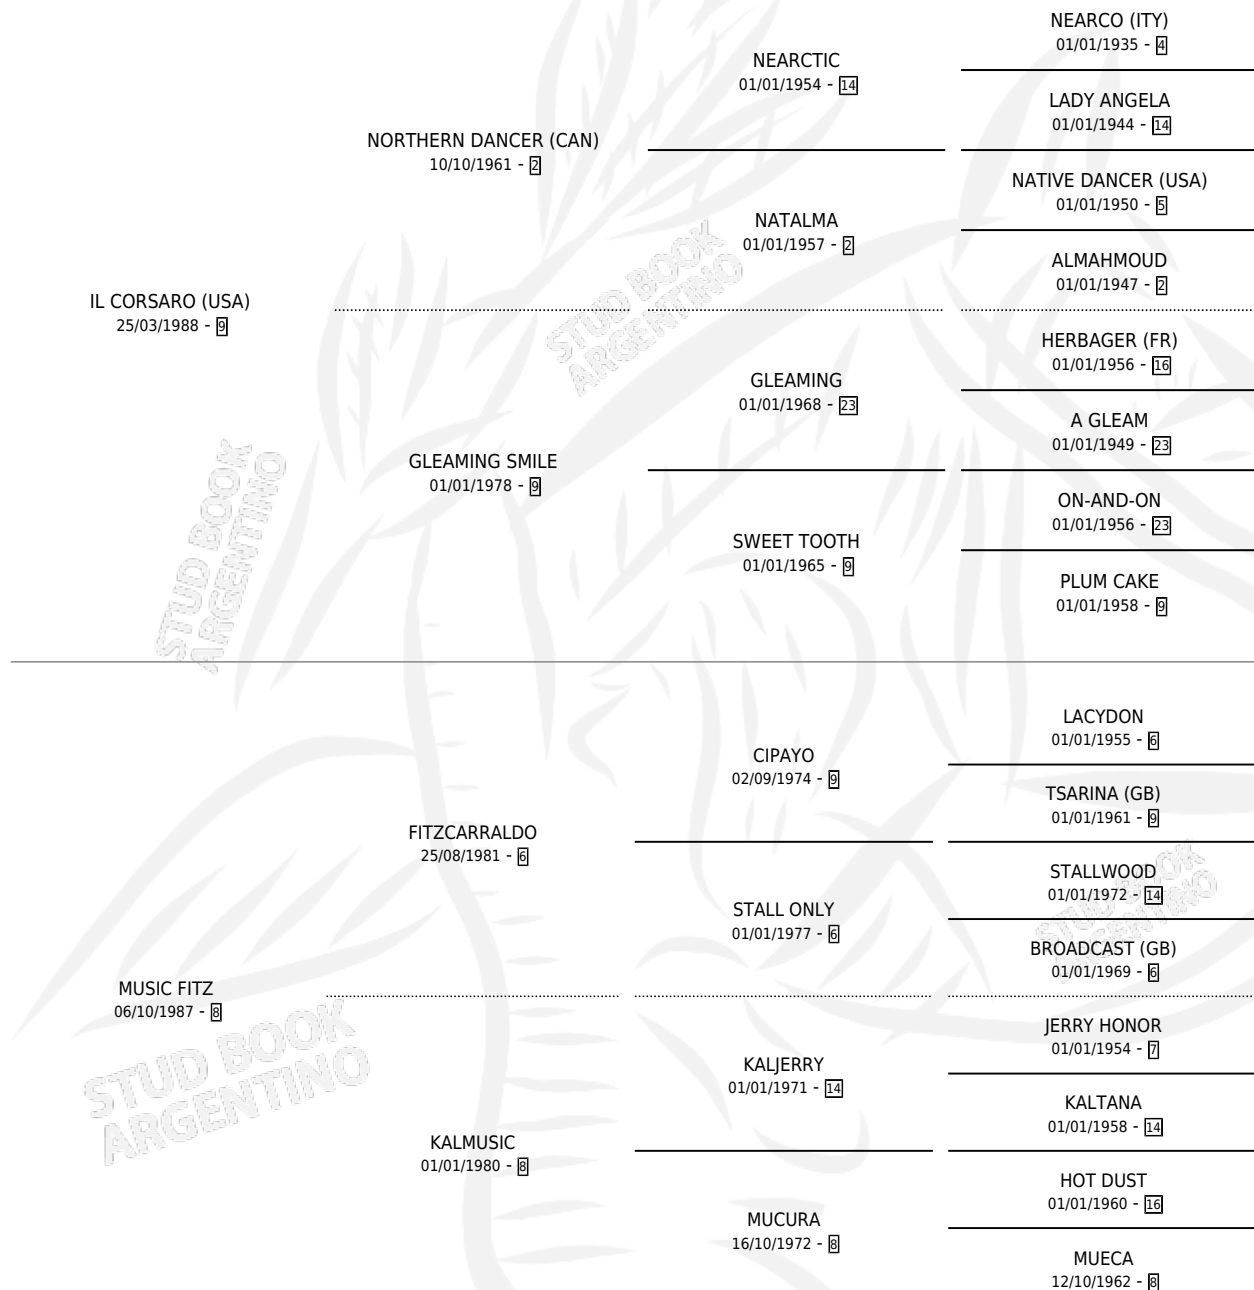 IL CORSARO (USA)
25/03/1988 - 9
NORTHERN DANCER (CAN)
10/10/1961 - 2
NEARCTIC
01/01/1954 - 14
NEARCO (ITY)
01/01/1935 - 4
LADY ANGELA
01/01/1944 - 14
NATALMA
01/01/1957 - 2
NATIVE DANCER (USA)
01/01/1950 - 5
ALMAHMOUD
01/01/1947 - 2
GLEAMING SMILE
01/01/1978 - 9
GLEAMING
01/01/1968 - 23
HERBAGER (FR)
01/01/1956 - 16
A GLEAM
01/01/1949 - 23
SWEET TOOTH
01/01/1965 - 9
ON-AND-ON
01/01/1956 - 23
PLUM CAKE
01/01/1958 - 9
STUD BOOK
ARGENTINO
STUD BOOK
ARGENTINO
MUSIC FITZ
06/10/1987 - 8
FITZCARRALDO
25/08/1981 - 6
CIPAYO
02/09/1974 - 9
LACYDON
01/01/1955 - 6
TSARINA (GB)
01/01/1961 - 9
STALL ONLY
01/01/1977 - 6
STALLWOOD
01/01/1972 - 14
BROADCAST (GB)
01/01/1969 - 6
KALMUSIC
01/01/1980 - 8
KALJERRY
01/01/1971 - 14
JERRY HONOR
01/01/1954 - 7
KALTANA
01/01/1958 - 14
MUCURA
16/10/1972 - 8
HOT DUST
01/01/1960 - 16
MUECA
12/10/1962 - 8
STUD BOOK
ARGENTINO
STUD BOOK
ARGENTINO